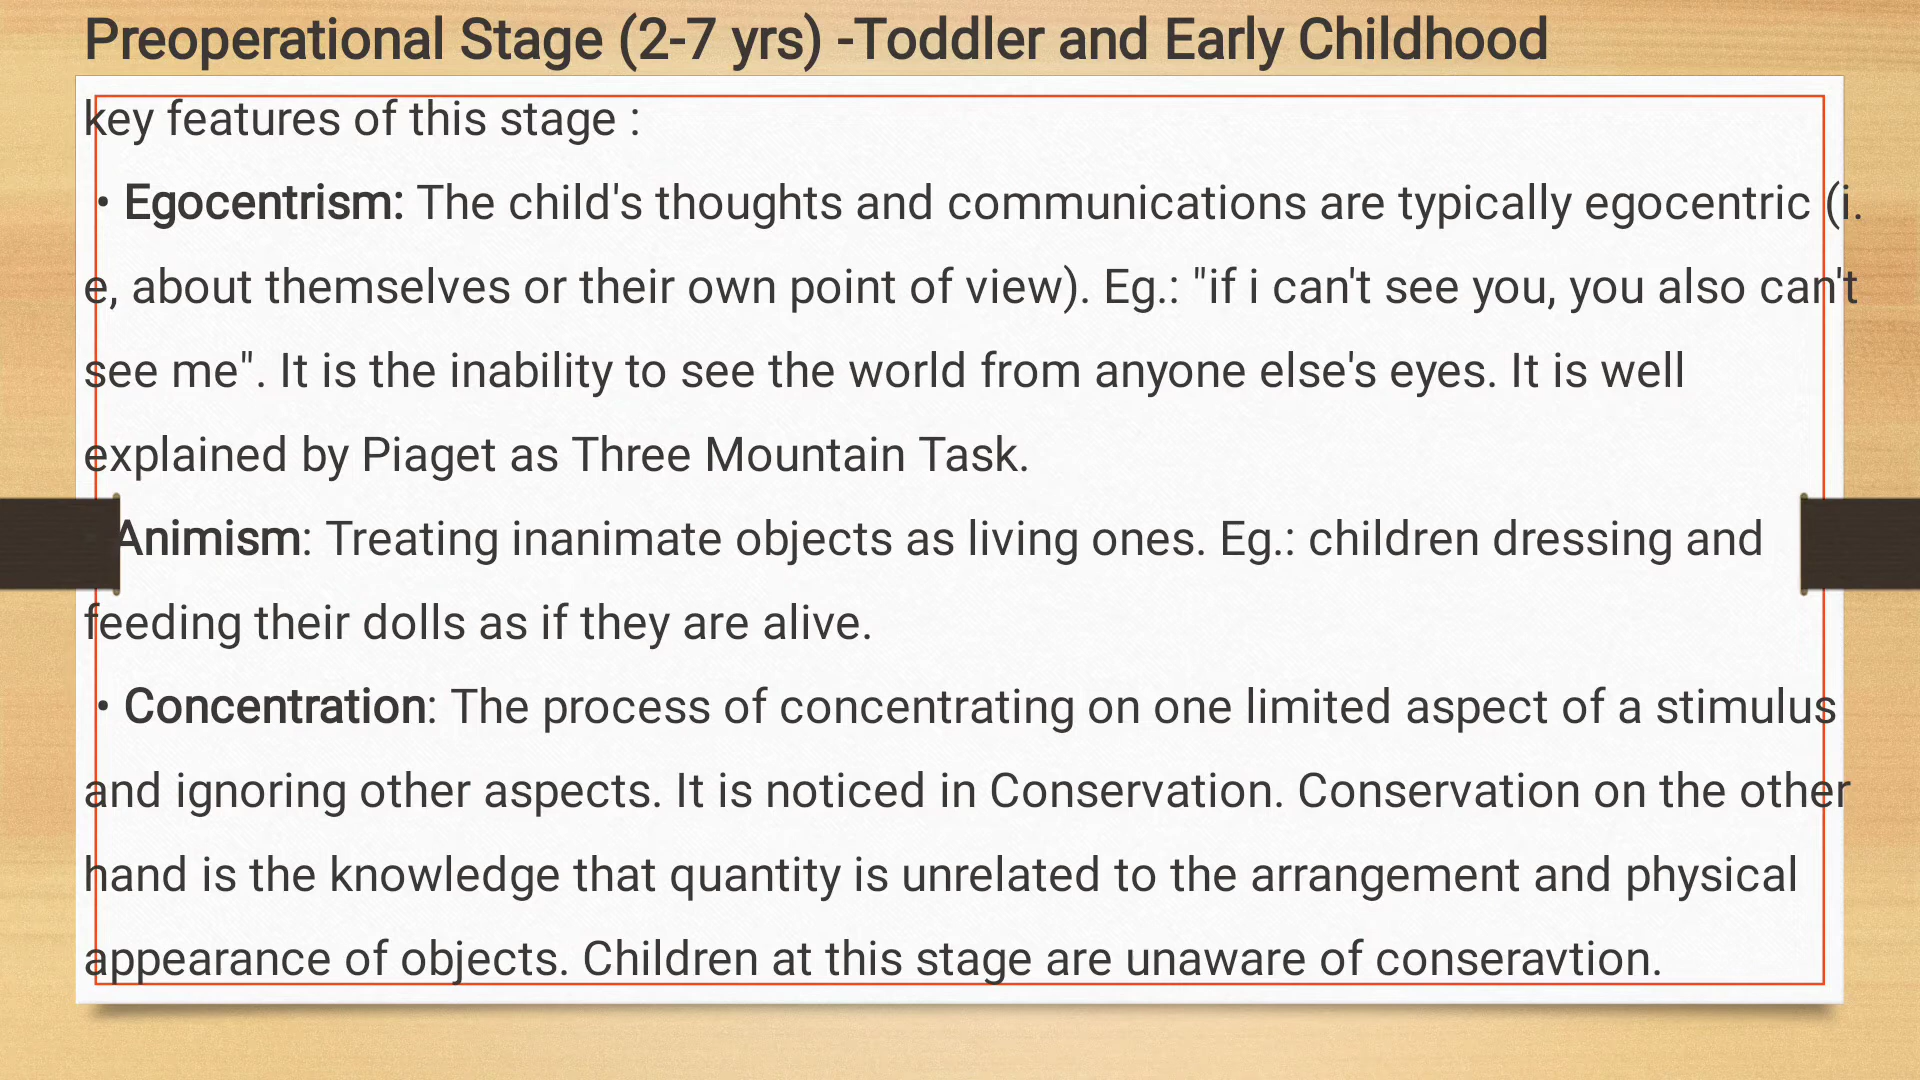 Preoperational Stage (2-7 yrs) -Toddler and Early Childhood
key features of this stage :
• Egocentrism: The child's thoughts and communications are typically egocentric (i.
e, about themselves or their own point of view). Eg.: "if i can't see you, you also can't
see me". It is the inability to see the world from anyone else's eyes. It is well
explained by Piaget as Three Mountain Task.
• Animism: Treating inanimate objects as living ones. Eg.: children dressing and
feeding their dolls as if they are alive.
• Concentration: The process of concentrating on one limited aspect of a stimulus
and ignoring other aspects. It is noticed in Conservation. Conservation on the other
hand is the knowledge that quantity is unrelated to the arrangement and physical
appearance of objects. Children at this stage are unaware of conseravtion.